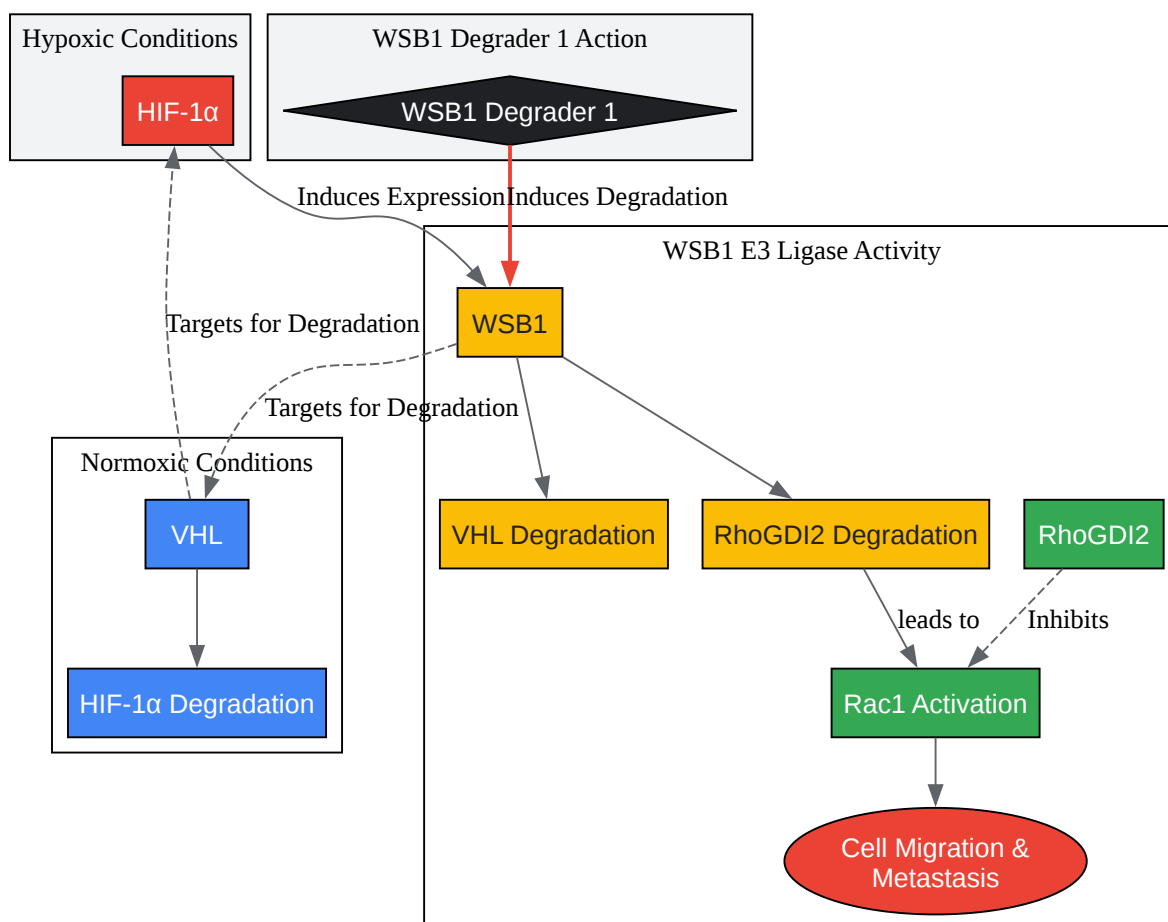 Hypoxic Conditions
WSB1 Degrader 1 Action
HIF-1α
WSB1 Degrader 1
Induces Expression
Induces Degradation
WSB1 E3 Ligase Activity
WSB1
Targets for Degradation
Targets for Degradation
Normoxic Conditions
VHL
VHL Degradation
RhoGDI2 Degradation
RhoGDI2
leads to
Inhibits
HIF-1α Degradation
Rac1 Activation
Cell Migration &
Metastasis